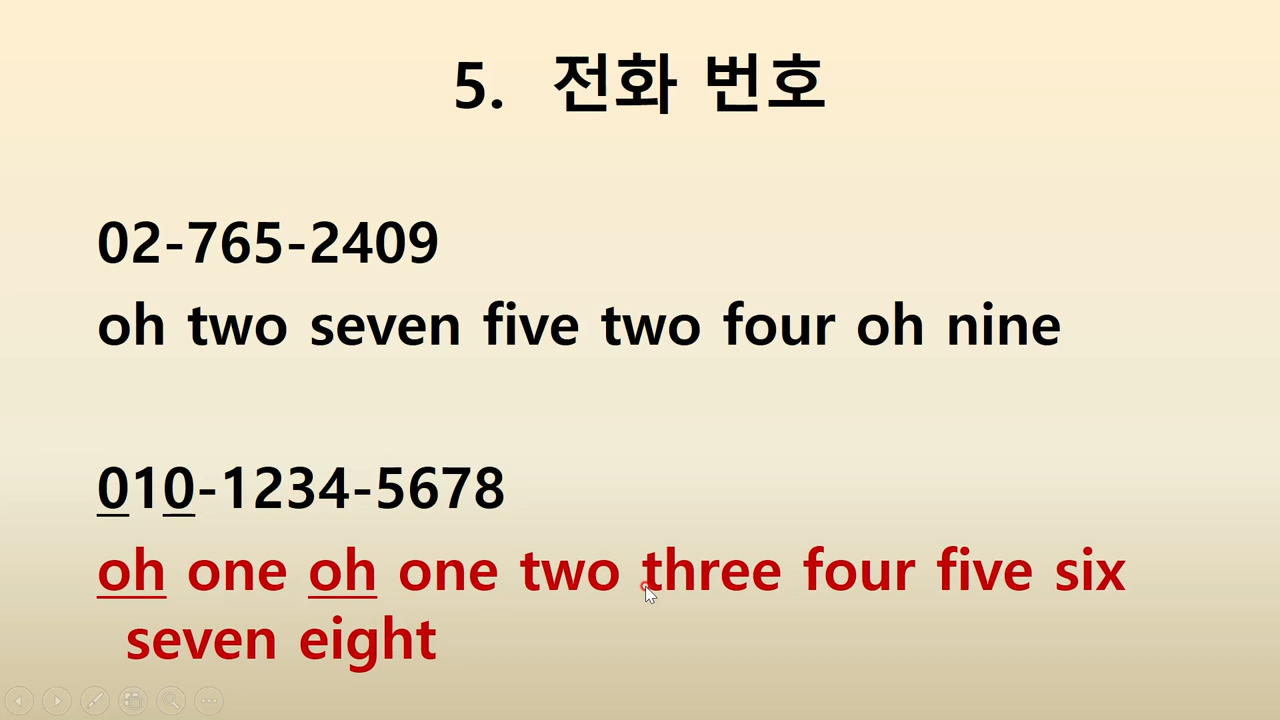 5. 전화 번호
02-765-2409
oh two seven five two four oh nine
010-1234-5678
oh one oh one two three four five six
seven eight